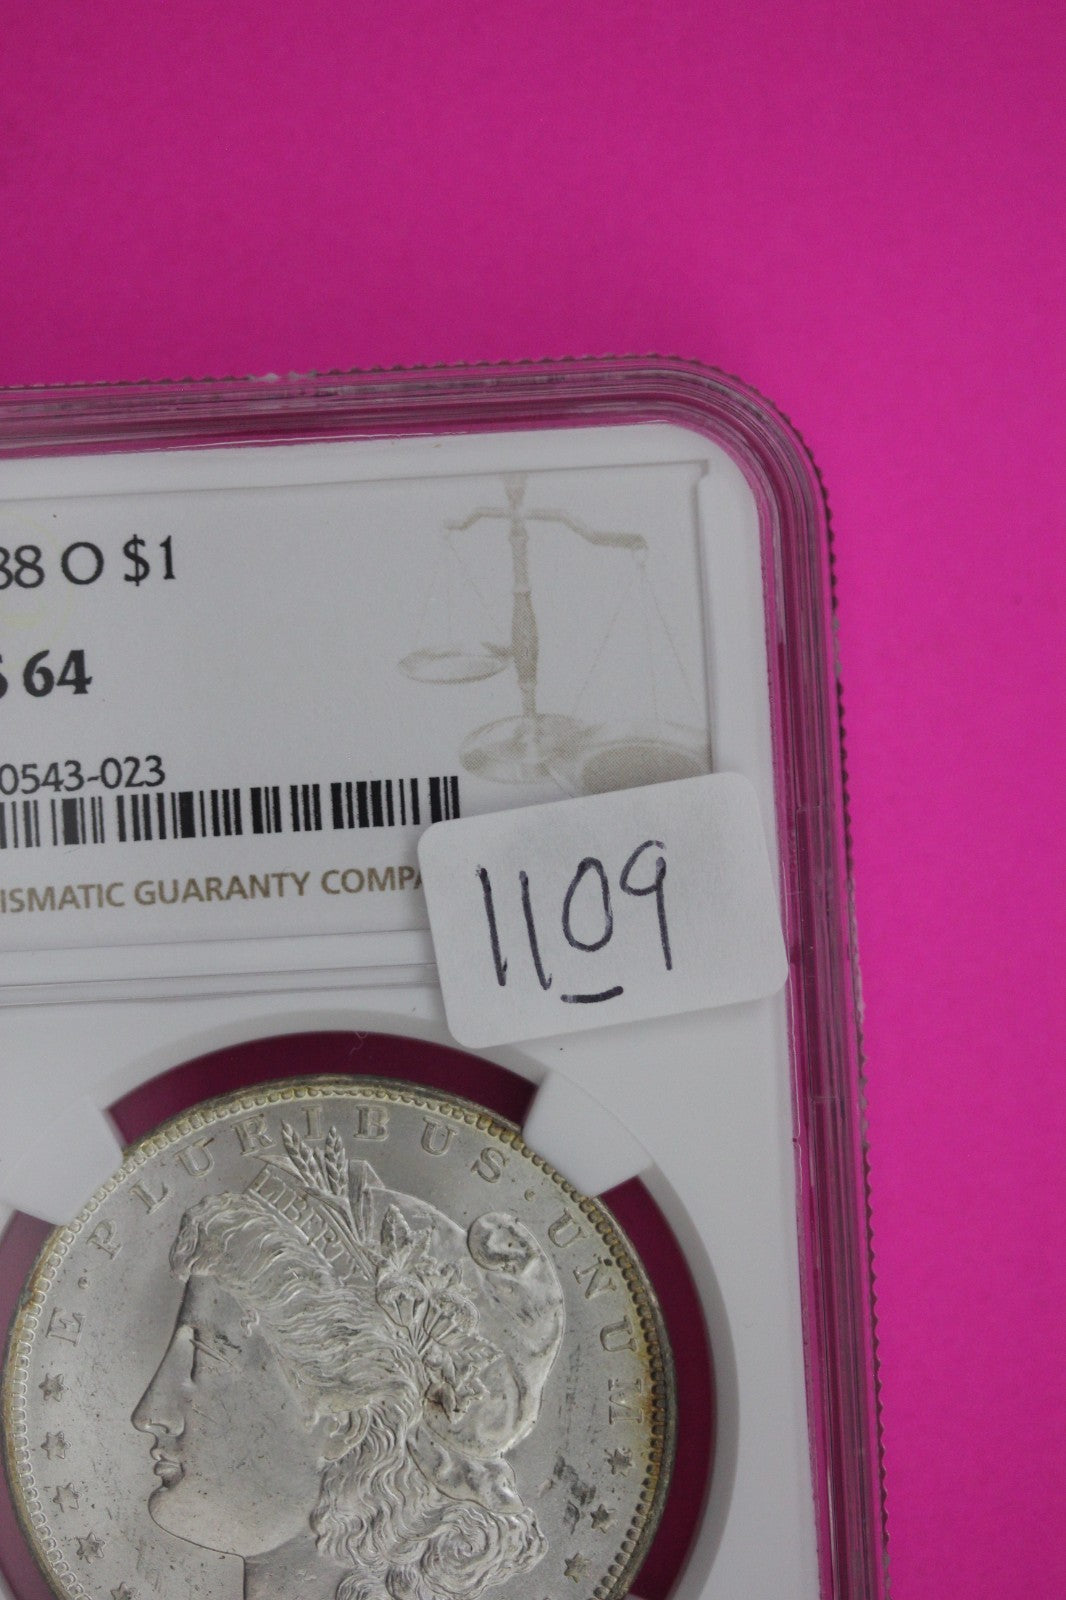 88 O $1
S 64
0543-023
ISMATIC GUARANTY COMPA
1109
E · PLURIBUS · UNUM
LIBERTY